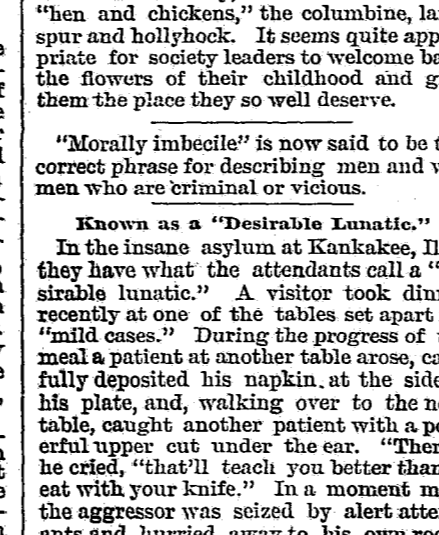 "hen and chickens," the columbine, la
spur and hollyhock. It seems quite app
priate for society leaders to welcome ba
the flowers of their childhood and g
them the place they so well deserve.
"Morally imbecile" is now said to be t
correct phrase for describing men and w
men who are criminal or vicious.
Known as a "Desirable Lunatic."
In the insane asylum at Kankakee, Il
they have what the attendants call a "
sirable lunatic." A visitor took din
recently at one of the tables set apart
"mild cases." During the progress of
meal a patient at another table arose, ca
fully deposited his napkin at the side
his plate, and, walking over to the ne
table, caught another patient with a po
erful upper cut under the ear. "Ther
he cried, "that'll teach you better than
eat with your knife." In a moment m
the aggressor was seized by alert atte
ants and hurried away to his own roo